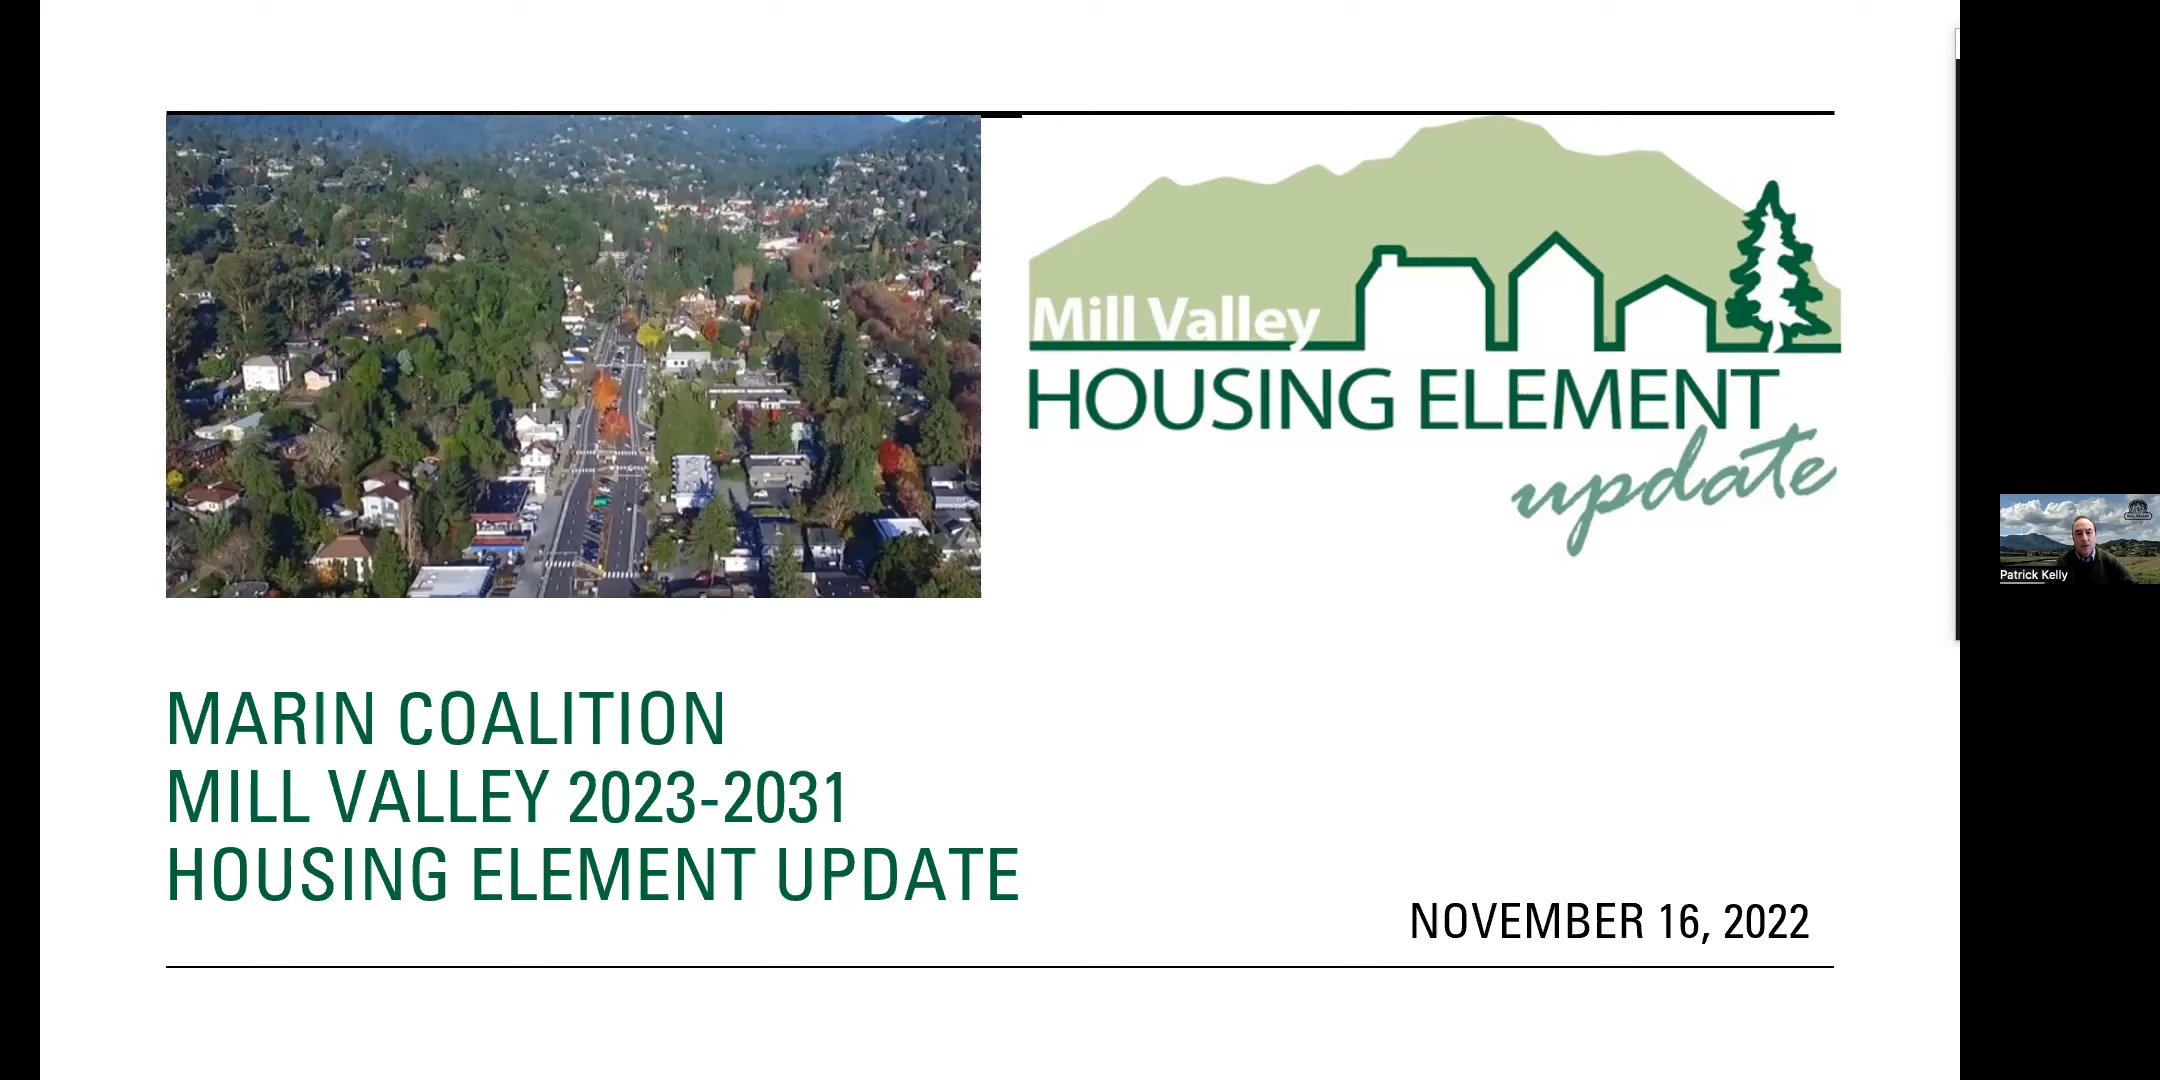 Mill Valley
HOUSING ELEMENT
update
MARIN COALITION
MILL VALLEY 2023-2031
HOUSING ELEMENT UPDATE
NOVEMBER 16, 2022
Patrick Kelly